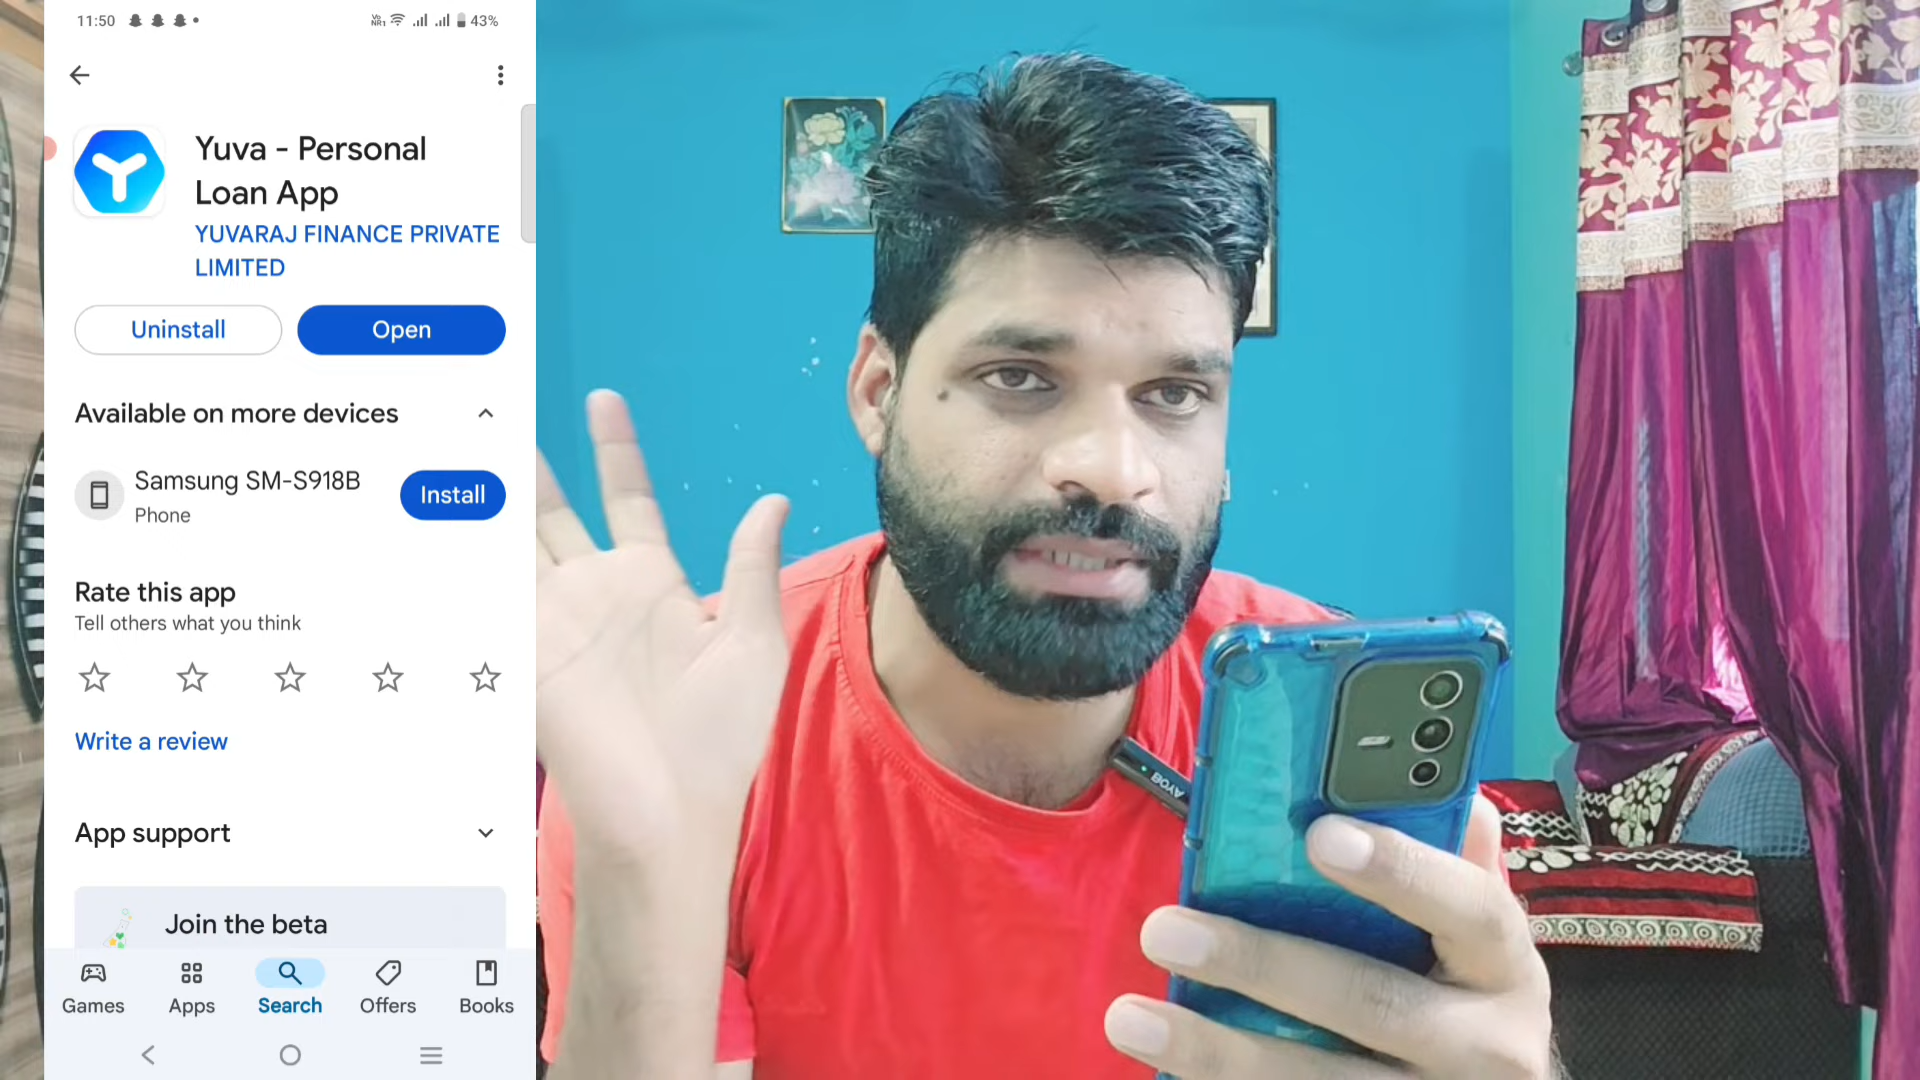 11:50
Vo
NR1
43%
Yuva - Personal
Loan App
YUVARAJ FINANCE PRIVATE
LIMITED
Uninstall
Open
Available on more devices
Samsung SM-S918B
Phone
Install
Rate this app
Tell others what you think
Write a review
App support
Join the beta
Games
Apps
Search
Offers
Books
BOYA